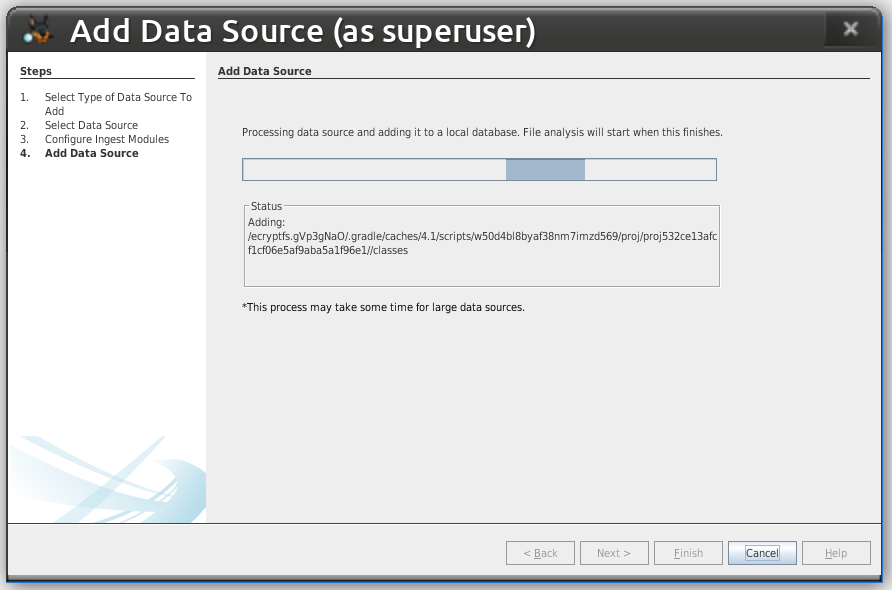 Add Data Source (as superuser)
Steps
1. Select Type of Data Source To
Add
2. Select Data Source
3. Configure Ingest Modules
4. Add Data Source
Add Data Source
Processing data source and adding it to a local database. File analysis will start when this finishes.
Status
Adding:
/ecryptfs.gVp3gNaO/.gradle/caches/4.1/scripts/w50d4bl8byaf38nm7imzd569/proj/proj532ce13afc
f1cf06e5af9aba5a1f96e1//classes
*This process may take some time for large data sources.
< Back
Next >
Finish
Cancel
Help